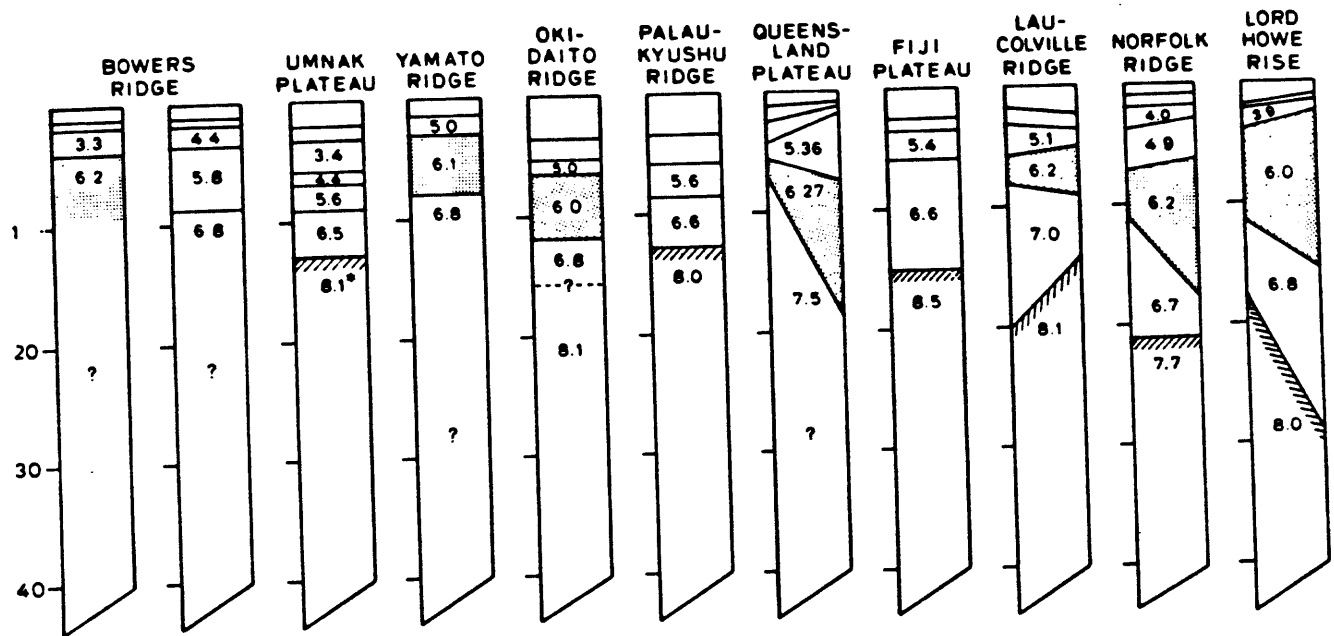 BOWERS
RIDGE
UMNAK
PLATEAU
YAMATO
RIDGE
OKI-
DAITO
RIDGE
PALAU-
KYUSHU
RIDGE
QUEENS-
LAND
PLATEAU
FIJI
PLATEAU
LAU-
COLVILLE
RIDGE
NORFOLK
RIDGE
LORD
HOWE
RISE
1
20
30
40
3.3
6.2
?
4.4
5.8
6.8
?
3.4
4.4
5.6
6.5
8.1*
5.0
6.1
6.8
?
5.0
6.0
6.8
?
8.1
5.6
6.6
8.0
5.36
6.27
7.5
?
5.4
6.6
8.5
5.1
6.2
7.0
8.1
4.0
4.9
6.2
6.7
7.7
3.9
6.0
6.8
8.0